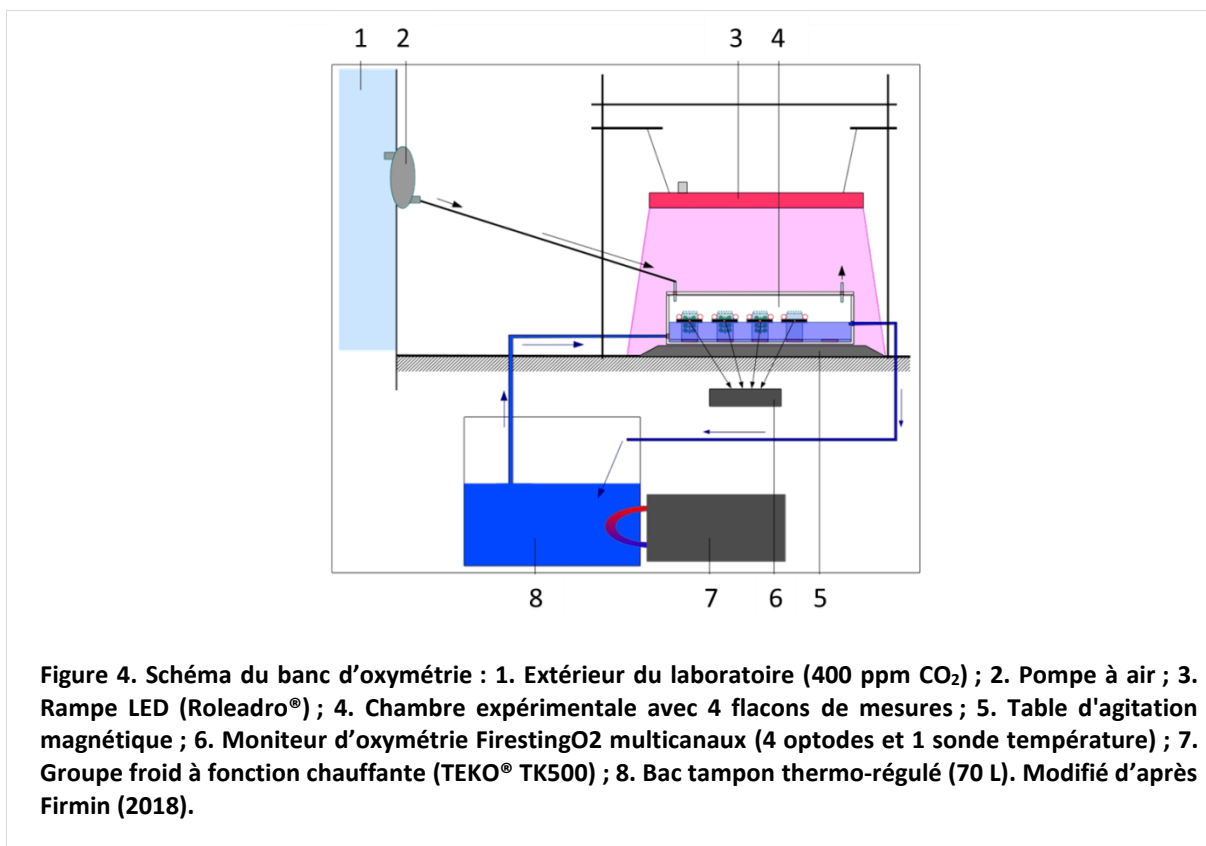 1 2 3 4
8 7 6 5
Figure 4. Schéma du banc d’oxymétrie : 1. Extérieur du laboratoire (400 ppm CO₂) ; 2. Pompe à air ; 3.
Rampe LED (Roleadro®) ; 4. Chambre expérimentale avec 4 flacons de mesures ; 5. Table d'agitation
magnétique ; 6. Moniteur d’oxymétrie FirestingO2 multicanaux (4 optodes et 1 sonde température) ; 7.
Groupe froid à fonction chauffante (TEKO® TK500) ; 8. Bac tampon thermo-régulé (70 L). Modifié d’après
Firmin (2018).